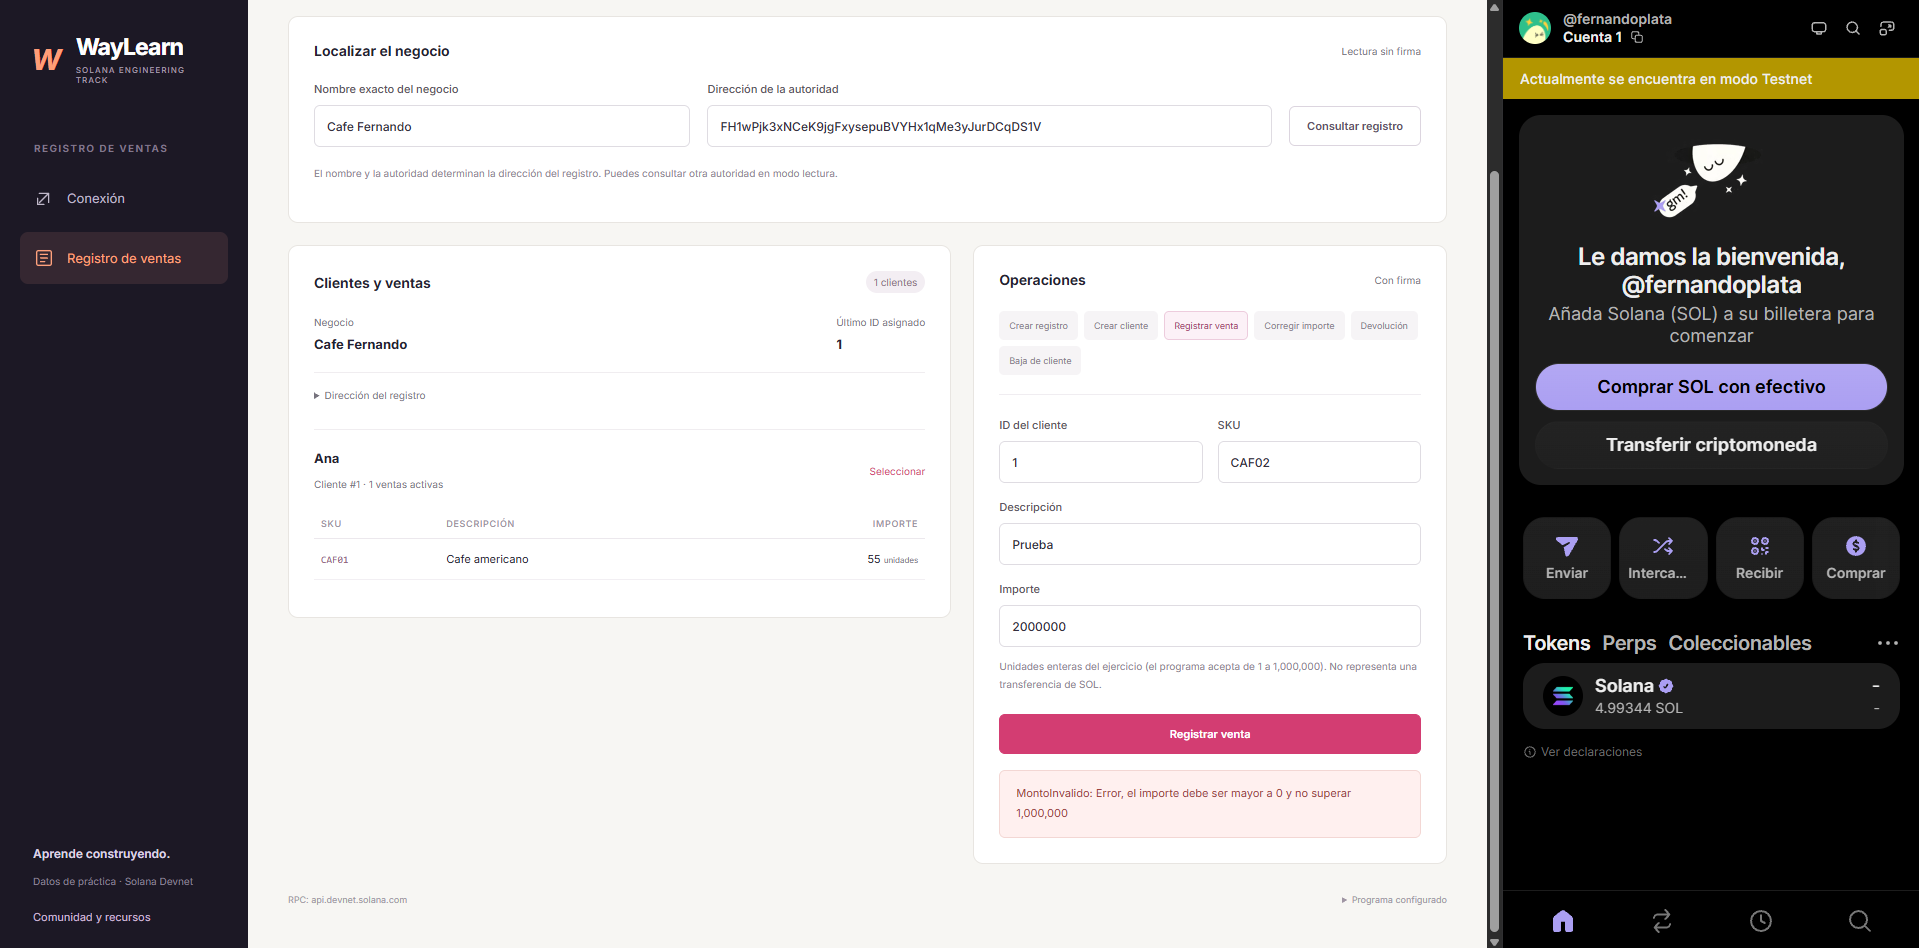 WayLearn
SOLANA ENGINEERING
TRACK
REGISTRO DE VENTAS
Conexión
Registro de ventas
Aprende construyendo.
Datos de práctica · Solana Devnet
Comunidad y recursos
Localizar el negocio
Lectura sin firma
Nombre exacto del negocio
Dirección de la autoridad
Cafe Fernando
FH1wPjk3xNCeK9jgFxysepuBVYHx1qMe3yJurDCqDS1V
Consultar registro
El nombre y la autoridad determinan la dirección del registro. Puedes consultar otra autoridad en modo lectura.
Clientes y ventas
1 clientes
Negocio
Último ID asignado
Cafe Fernando
1
Dirección del registro
Ana
Seleccionar
Cliente #1 · 1 ventas activas
SKU DESCRIPCIÓN IMPORTE
CAF01 Cafe americano 55 unidades
Operaciones
Con firma
Crear registro
Crear cliente
Registrar venta
Corregir importe
Devolución
Baja de cliente
ID del cliente
SKU
1
CAF02
Descripción
Prueba
Importe
2000000
Unidades enteras del ejercicio (el programa acepta de 1 a 1,000,000). No representa una
transferencia de SOL.
Registrar venta
MontoInvalido: Error, el importe debe ser mayor a 0 y no superar
1,000,000
RPC: api.devnet.solana.com
Programa configurado
@fernandoplata
Cuenta 1
Actualmente se encuentra en modo Testnet
gm!
Le damos la bienvenida,
@fernandoplata
Añada Solana (SOL) a su billetera para
comenzar
Comprar SOL con efectivo
Transferir criptomoneda
Enviar
Interca...
Recibir
Comprar
Tokens Perps Coleccionables
Solana
–
4.99344 SOL
-
Ver declaraciones